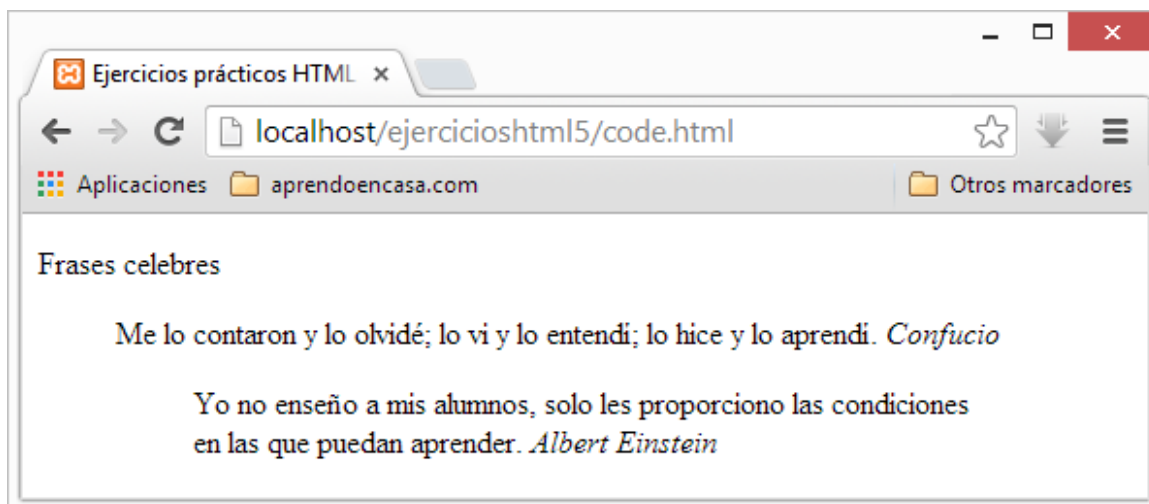 Ejercicios prácticos HTML
localhost/ejercicioshtml5/code.html
Aplicaciones aprendoencasa.com Otros marcadores
Frases celebres
Me lo contaron y lo olvidé; lo vi y lo entendí; lo hice y lo aprendí. Confucio
Yo no enseño a mis alumnos, solo les proporciono las condiciones
en las que puedan aprender. Albert Einstein